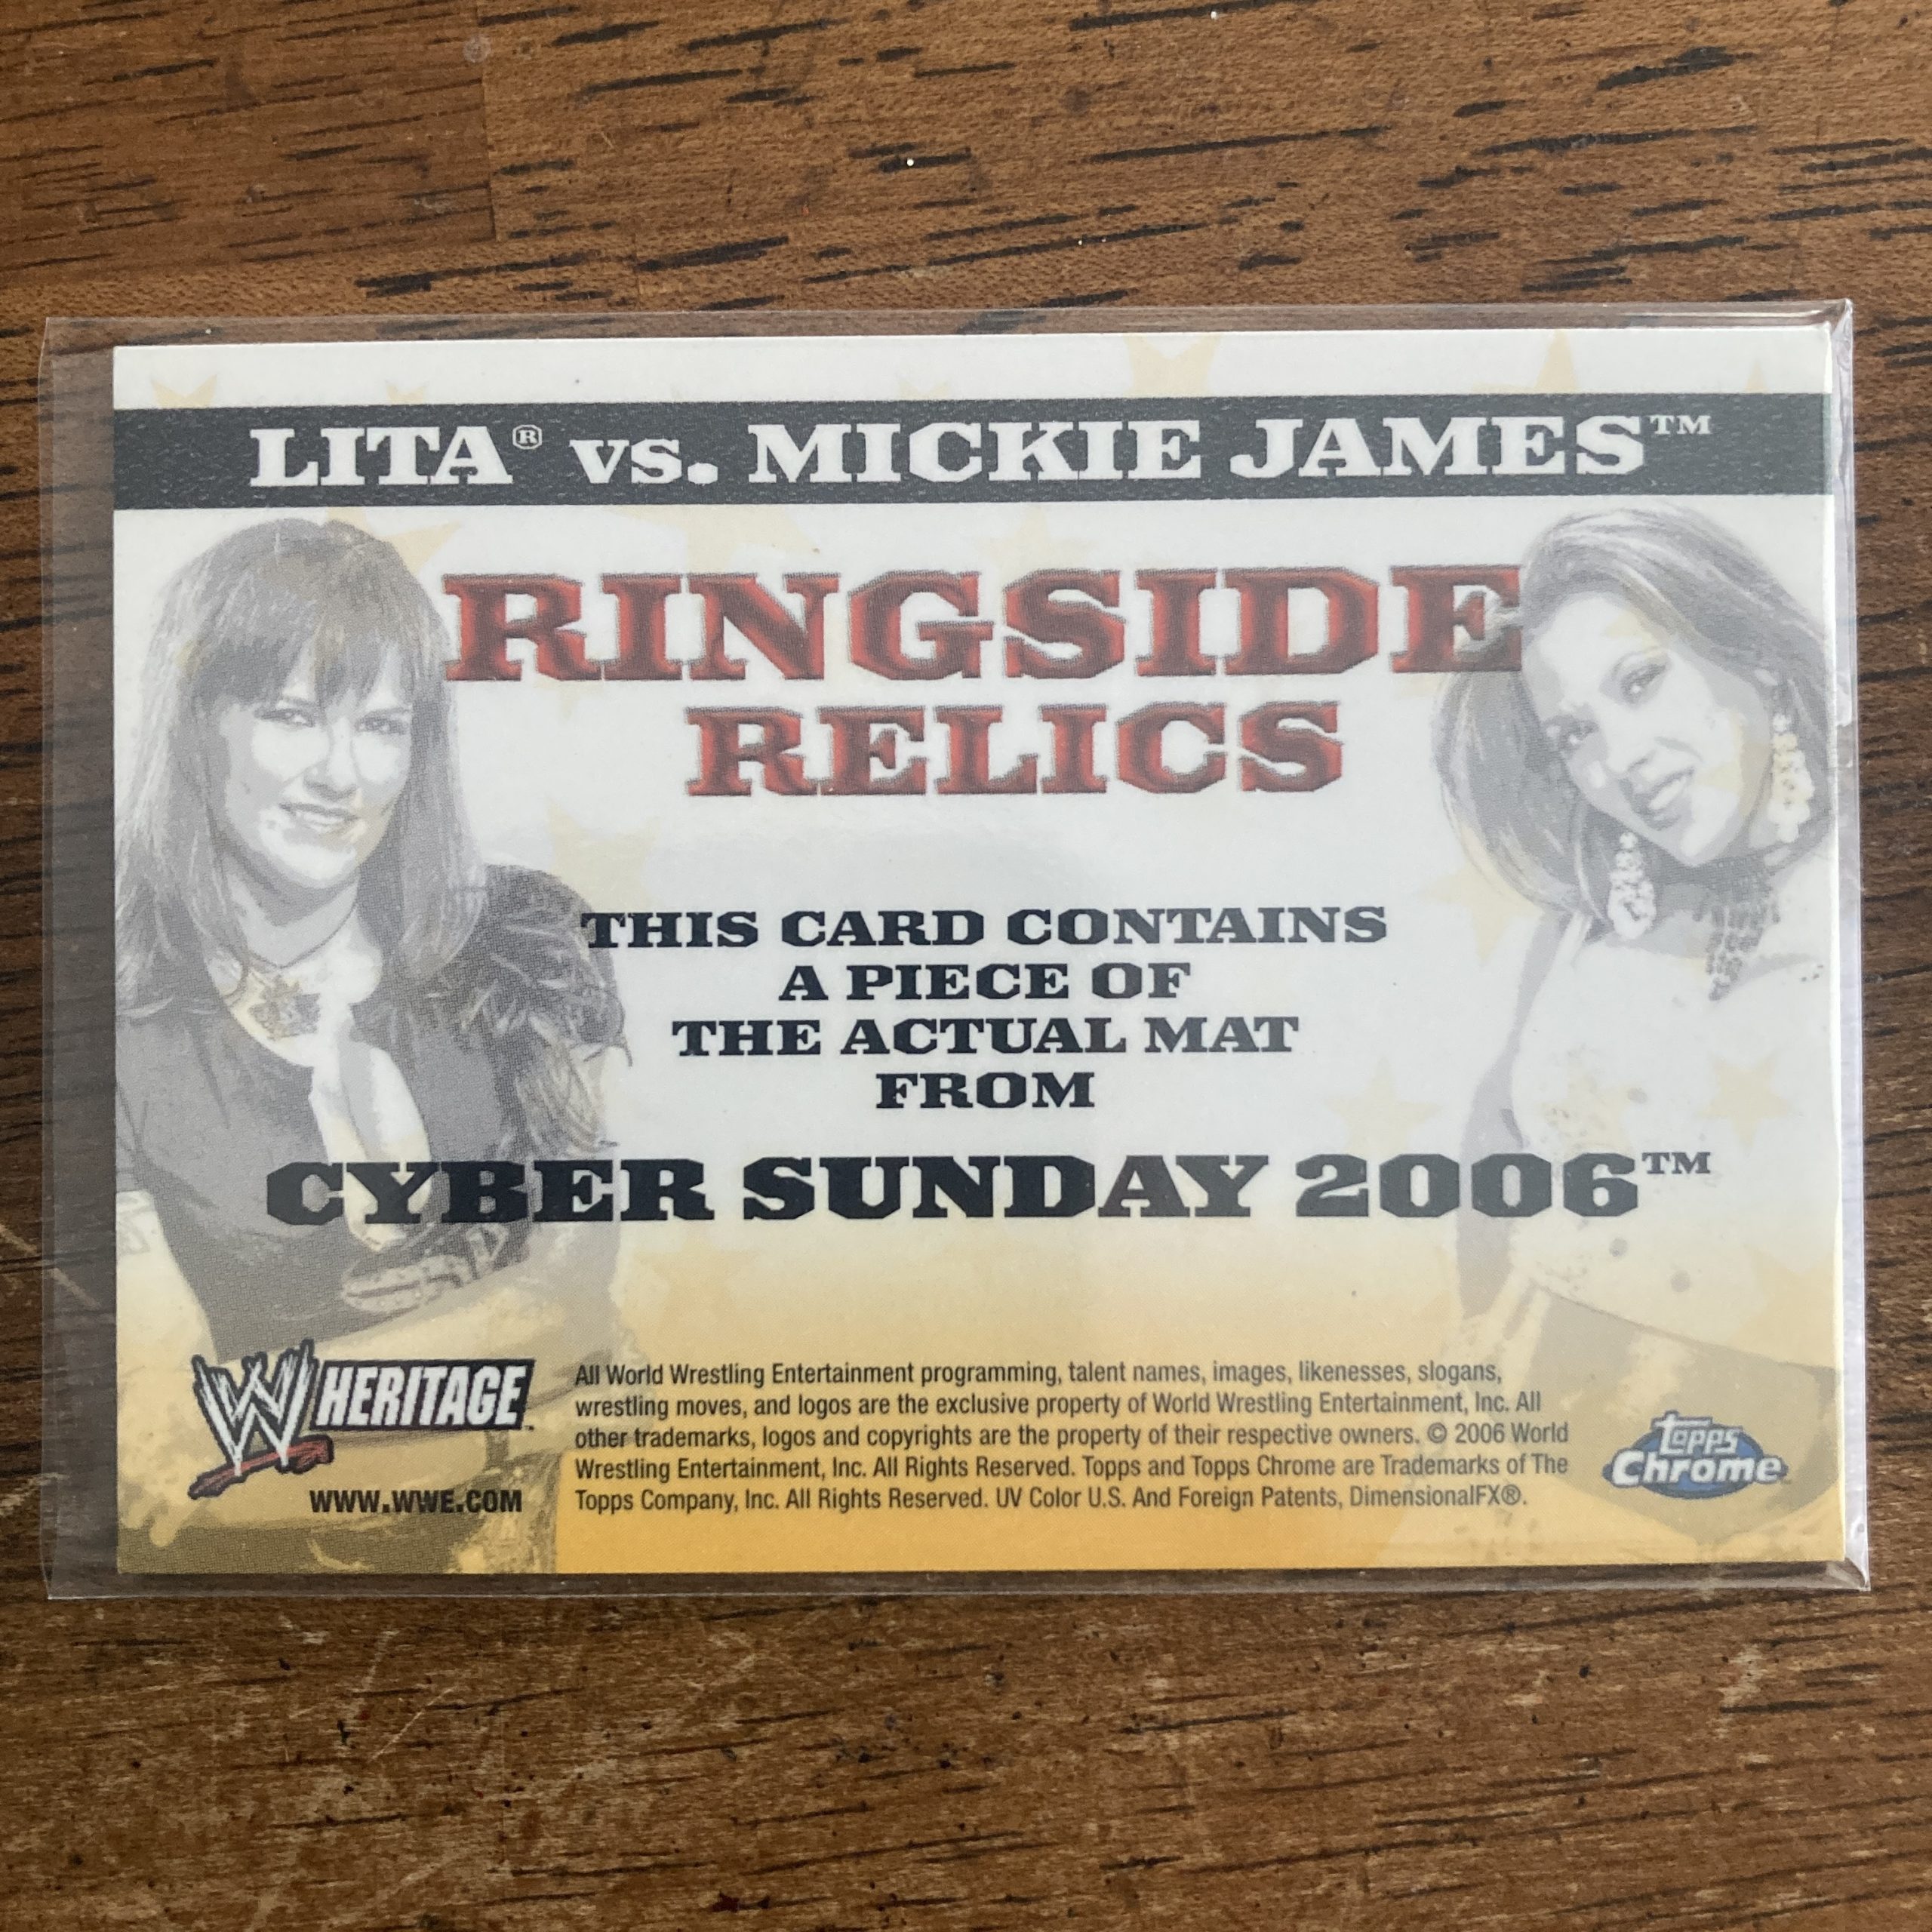 LITA® vs. MICKIE JAMES™
RINGSIDE
RELICS
THIS CARD CONTAINS
A PIECE OF
THE ACTUAL MAT
FROM
CYBER SUNDAY 2006™
W HERITAGE™
WWW.WWE.COM
All World Wrestling Entertainment programming, talent names, images, likenesses, slogans,
wrestling moves, and logos are the exclusive property of World Wrestling Entertainment, Inc. All
other trademarks, logos and copyrights are the property of their respective owners. © 2006 World
Wrestling Entertainment, Inc. All Rights Reserved. Topps and Topps Chrome are Trademarks of The
Topps Company, Inc. All Rights Reserved. UV Color U.S. And Foreign Patents, DimensionalFX®.
Topps
Chrome